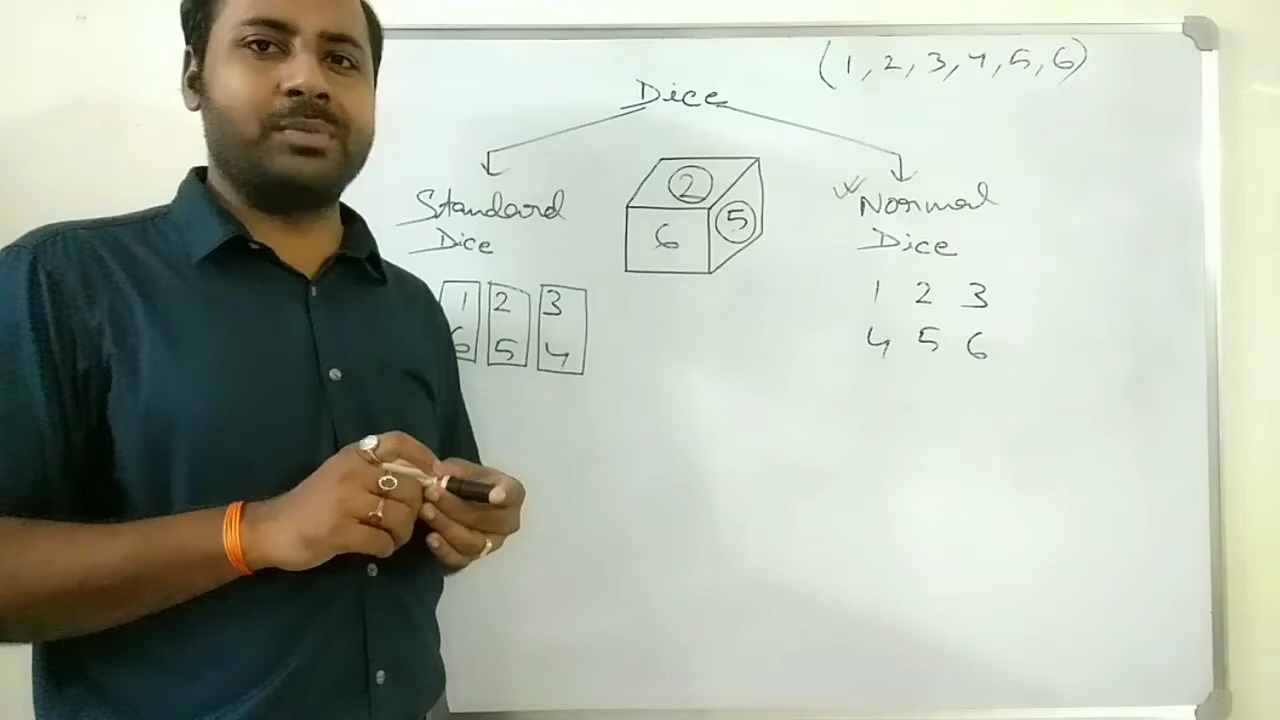 (1, 2, 3, 4, 5, 6)
Dice
Standard
Dice
1 2 3
6 5 4
2
6 5
Normal
Dice
1 2 3
4 5 6